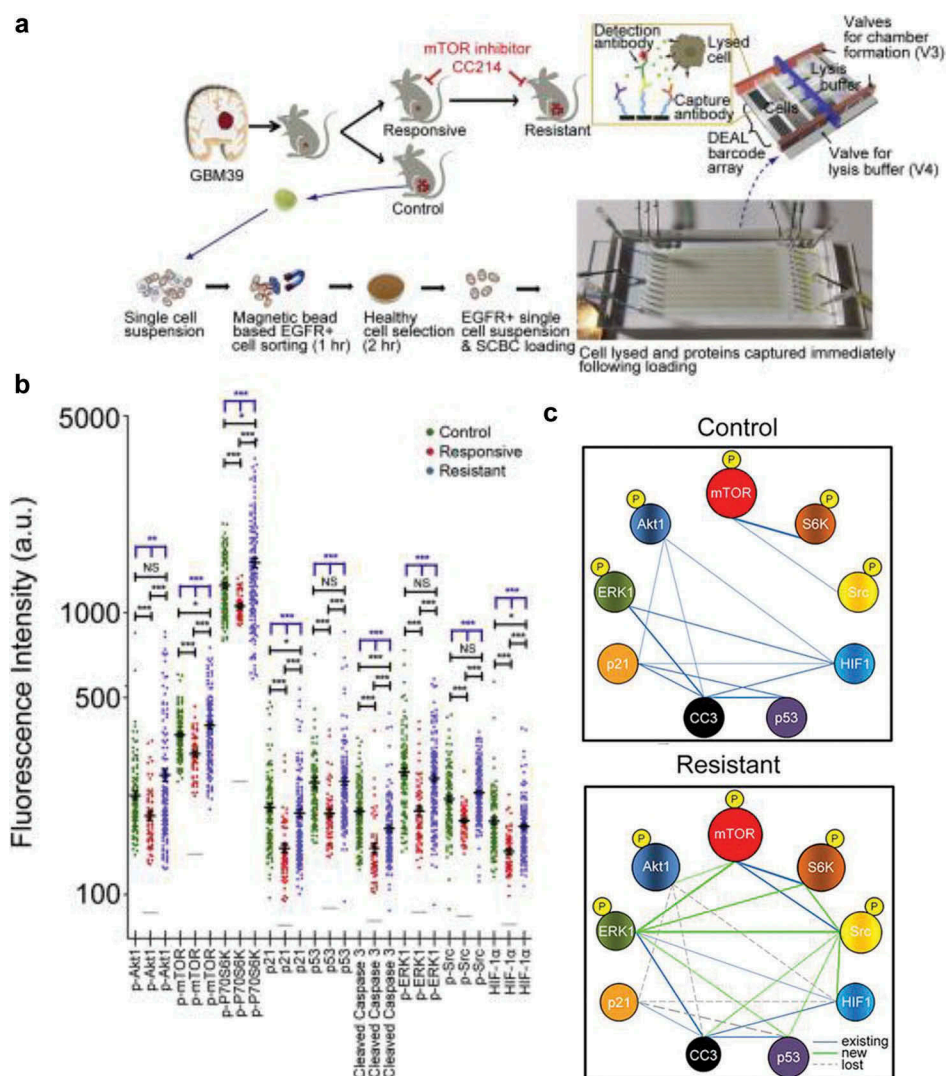 a
mTOR inhibitor
CC214
GBM39
Responsive
Resistant
Control
Detection
antibody
Lysed
cell
Capture
antibody
Valves
for chamber
formation (V3)
Lysis
buffer
Cells
DEAL
barcode
array
Valve for
lysis buffer (V4)
Single cell
suspension
Magnetic bead
based EGFR+
cell sorting (1 hr)
Healthy
cell selection
(2 hr)
EGFR+ single
cell suspension
& SCBC loading
Cell lysed and proteins captured immediately
following loading
b
Fluorescence Intensity (a.u.)
5000
1000
500
100
Control
Responsive
Resistant
***
*
***
***
**
NS
***
***
***
*
***
***
***
*
***
***
***
NS
***
***
***
***
***
***
***
NS
***
***
***
NS
***
***
***
*
***
***
p-Akt1
p-Akt1
p-Akt1
p-mTOR
p-mTOR
p-mTOR
p-P70S6K
p-P70S6K
p-P70S6K
p21
p21
p21
p53
p53
p53
Cleaved Caspase 3
Cleaved Caspase 3
Cleaved Caspase 3
p-ERK1
p-ERK1
p-ERK1
p-Src
p-Src
p-Src
HIF-1α
HIF-1α
HIF-1α
c
Control
P
mTOR
P
Akt1
P
S6K
P
ERK1
P
Src
p21
HIF1
CC3
p53
Resistant
P
mTOR
P
Akt1
P
S6K
P
ERK1
P
Src
p21
HIF1
CC3
p53
existing
new
lost